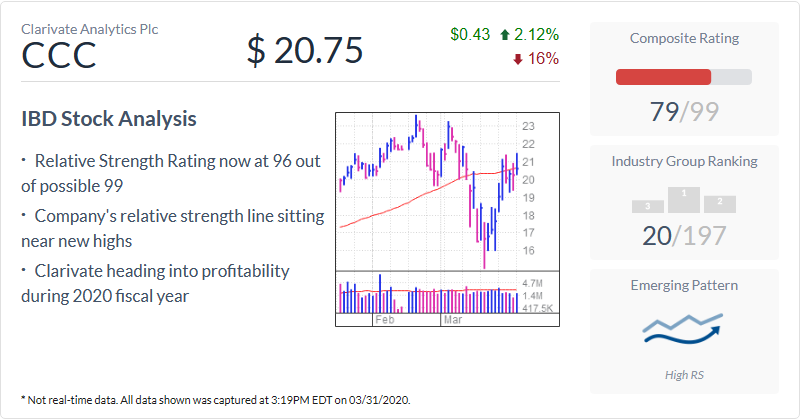 Clarivate Analytics Plc
CCC
$ 20.75
$0.43 2.12%
16%
IBD Stock Analysis
· Relative Strength Rating now at 96 out
of possible 99
· Company's relative strength line sitting
near new highs
· Clarivate heading into profitability
during 2020 fiscal year
23
22
21
20
19
18
17
16
4.7M
1.4M
417.5K
Feb Mar
* Not real-time data. All data shown was captured at 3:19PM EDT on 03/31/2020.
Composite Rating
79/99
Industry Group Ranking
3 1 2
20/197
Emerging Pattern
High RS